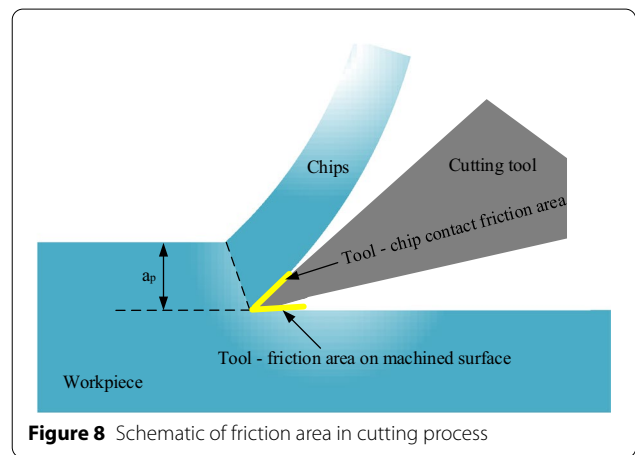 Chips
Cutting tool
Tool - chip contact friction area
aₚ
Tool - friction area on machined surface
Workpiece
Figure 8 Schematic of friction area in cutting process